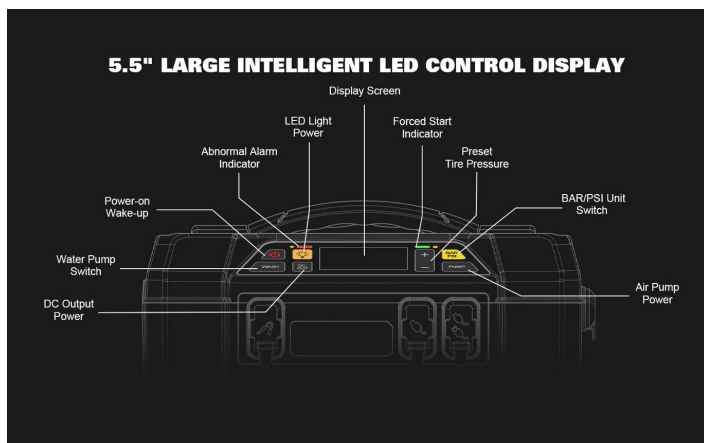 5.5" LARGE INTELLIGENT LED CONTROL DISPLAY
Display Screen
LED Light
Power
Forced Start
Indicator
Abnormal Alarm
Indicator
Preset
Tire Pressure
Power-on
Wake-up
BAR/PSI Unit
Switch
Water Pump
Switch
DC Output
Power
Air Pump
Power
WASH
+
−
BAR
PSI
PUMP